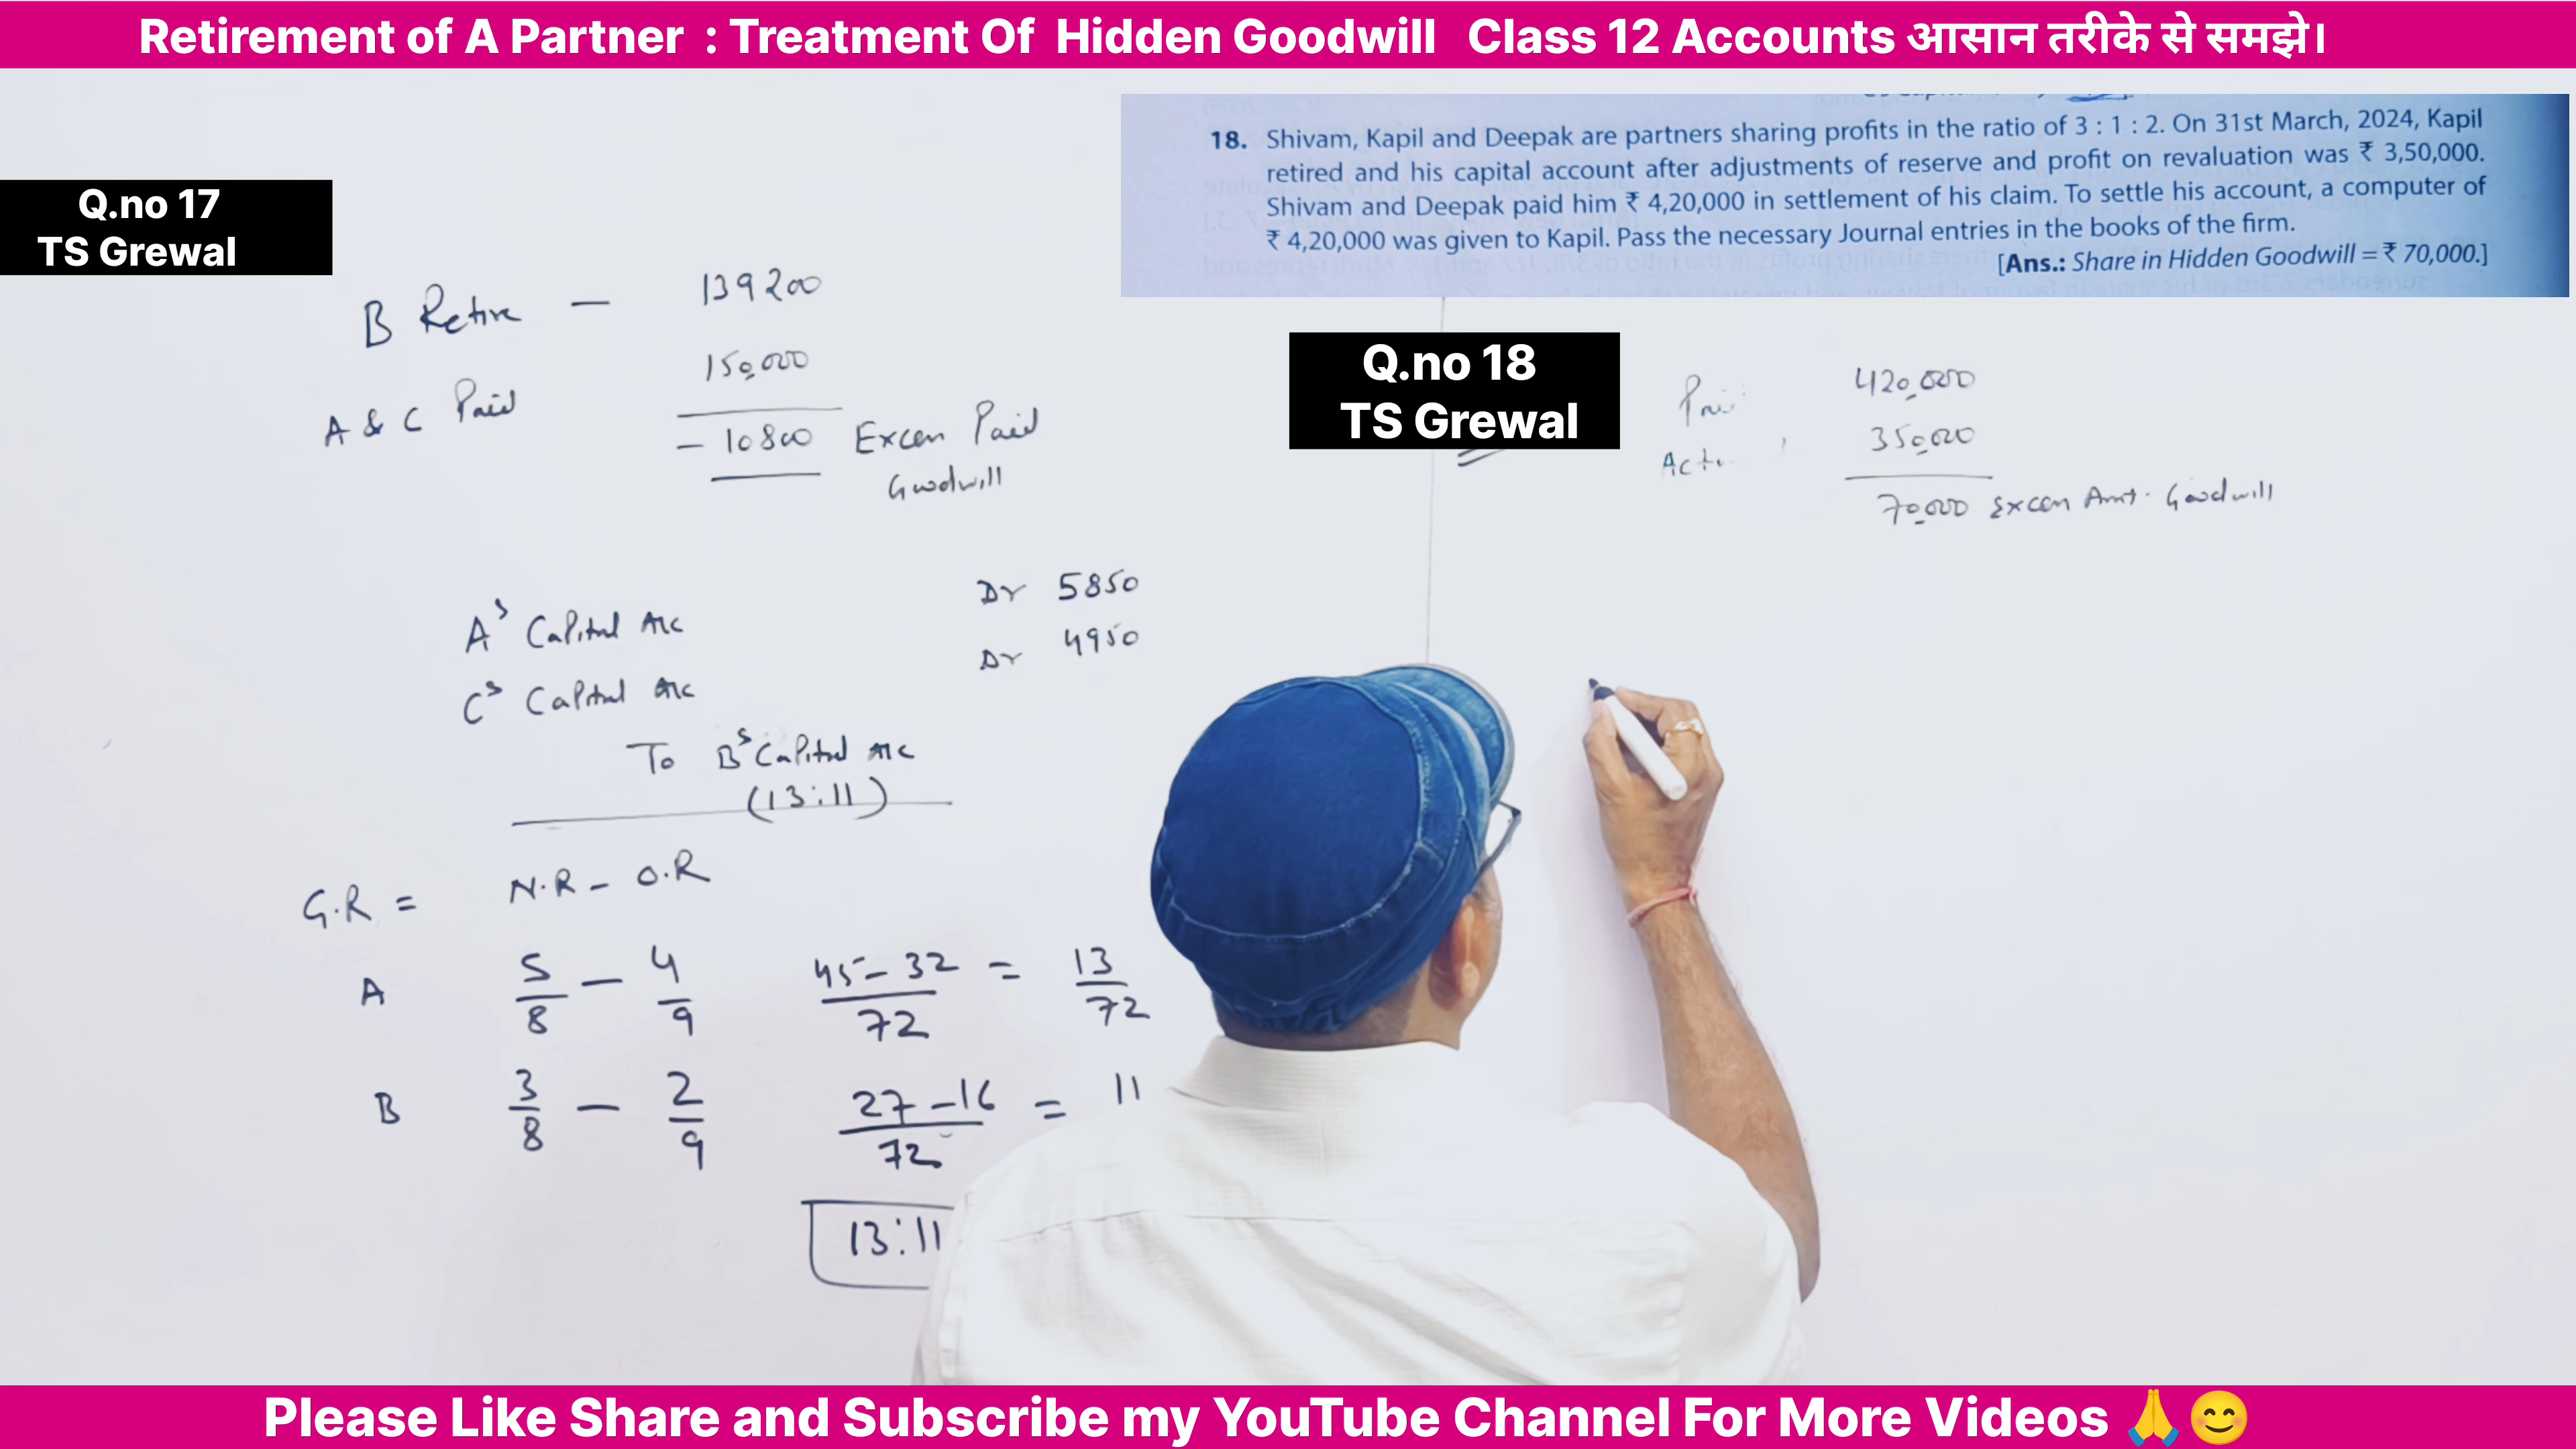 Retirement of A Partner : Treatment Of Hidden Goodwill Class 12 Accounts आसान तरीके से समझे।
18. Shivam, Kapil and Deepak are partners sharing profits in the ratio of 3 : 1 : 2. On 31st March, 2024, Kapil
retired and his capital account after adjustments of reserve and profit on revaluation was ₹ 3,50,000.
Shivam and Deepak paid him ₹ 4,20,000 in settlement of his claim. To settle his account, a computer of
₹ 4,20,000 was given to Kapil. Pass the necessary Journal entries in the books of the firm.
[Ans.: Share in Hidden Goodwill = ₹ 70,000.]
Q.no 17
TS Grewal
B Retire — 139200
A & C Paid 150,000
- 10800 Excess Paid
Goodwill
A's Capital A/c Dr 5850
C's Capital A/c Dr 4950
To B's Capital A/c
(13:11)
G.R = N.R - O.R
A 5/8 - 4/9 45-32/72 = 13/72
B 3/8 - 2/9 27-16/72 = 11
13:11
Q.no 18
TS Grewal
420,000
350,000
70,000 Excess Amt. Goodwill
Please Like Share and Subscribe my YouTube Channel For More Videos 🙏😊